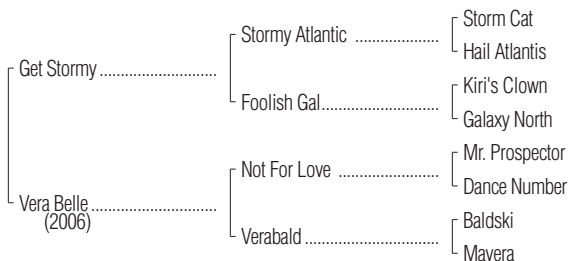 Storm Cat
Stormy Atlantic ........................
Hail Atlantis
Get Stormy ..................................
Kiri's Clown
Foolish Gal..................................
Galaxy North
Mr. Prospector
Not For Love .............................
Dance Number
Vera Belle.....................................
(2006)
Baldski
Verabald.......................................
Mavera